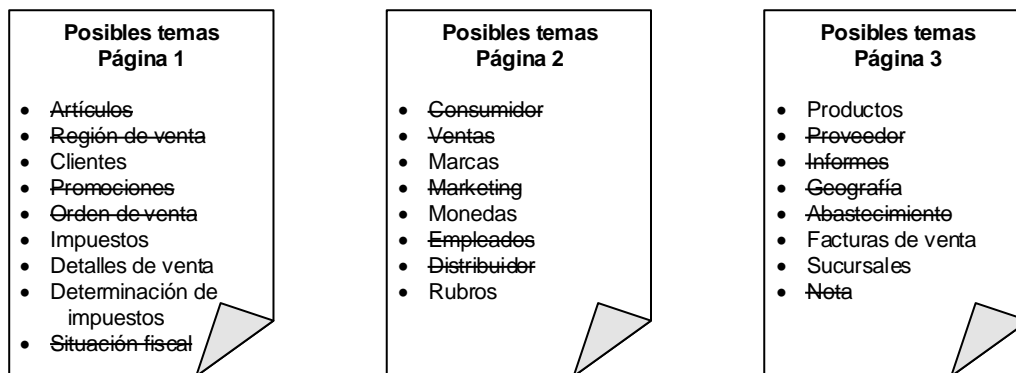 Posibles temas
Página 1
• Artículos
• Región de venta
• Clientes
• Promociones
• Orden de venta
• Impuestos
• Detalles de venta
• Determinación de
impuestos
• Situación fiscal
Posibles temas
Página 2
• Consumidor
• Ventas
• Marcas
• Marketing
• Monedas
• Empleados
• Distribuidor
• Rubros
Posibles temas
Página 3
• Productos
• Proveedor
• Informes
• Geografía
• Abastecimiento
• Facturas de venta
• Sucursales
• Nota